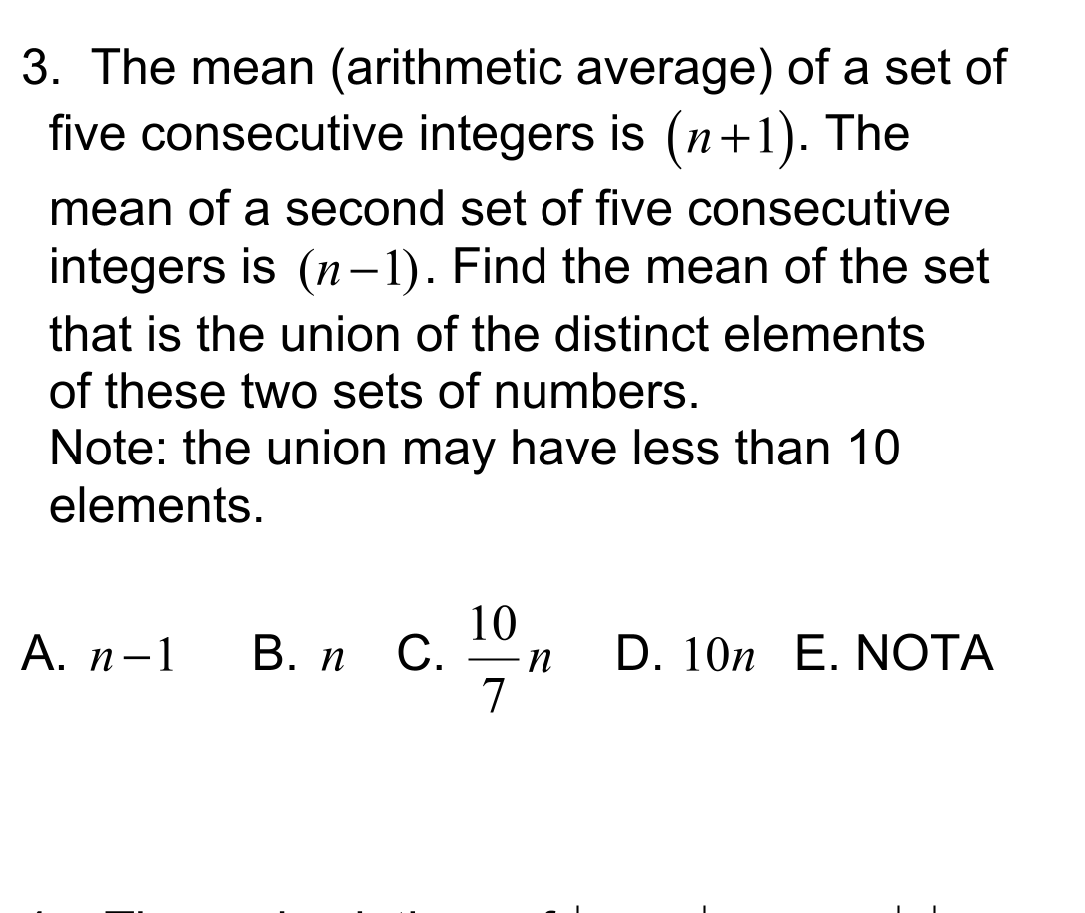 3. The mean (arithmetic average) of a set of
five consecutive integers is (n+1). The
mean of a second set of five consecutive
integers is (n−1). Find the mean of the set
that is the union of the distinct elements
of these two sets of numbers.
Note: the union may have less than 10
elements.
A. n−1 B. n C. 10/7 n D. 10n E. NOTA